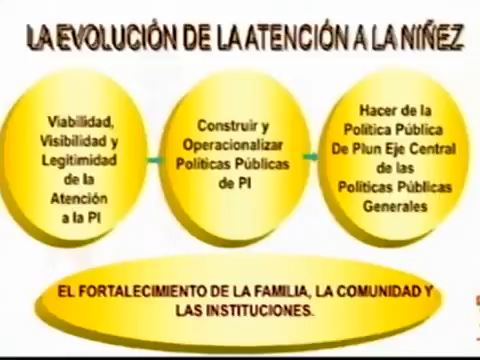 LA EVOLUCIÓN DE LA ATENCIÓN A LA NIÑEZ
Viabilidad,
Visibilidad y
Legitimidad
de la
Atención
a la PI
Construir y
Operacionalizar
Políticas Públicas
de PI
Hacer de la
Política Pública
De PIun Eje Central
de las
Políticas Públicas
Generales
EL FORTALECIMIENTO DE LA FAMILIA, LA COMUNIDAD Y
LAS INSTITUCIONES.